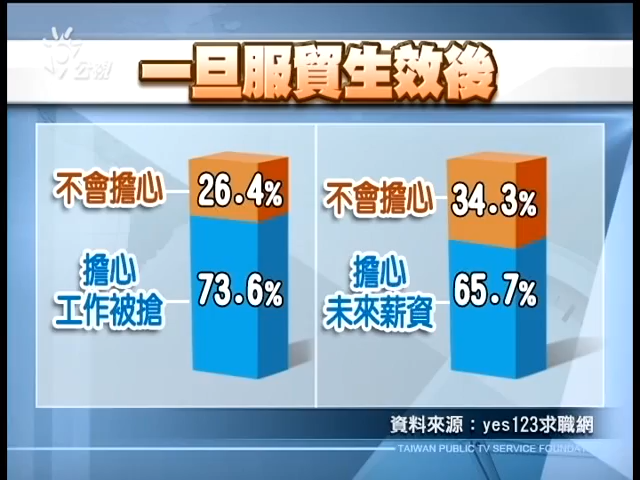 公視
一旦服貿生效後
不會擔心
26.4%
擔心
工作被搶
73.6%
不會擔心
34.3%
擔心
未來薪資
65.7%
資料來源：yes123求職網
TAIWAN PUBLIC TV SERVICE FOUNDAT